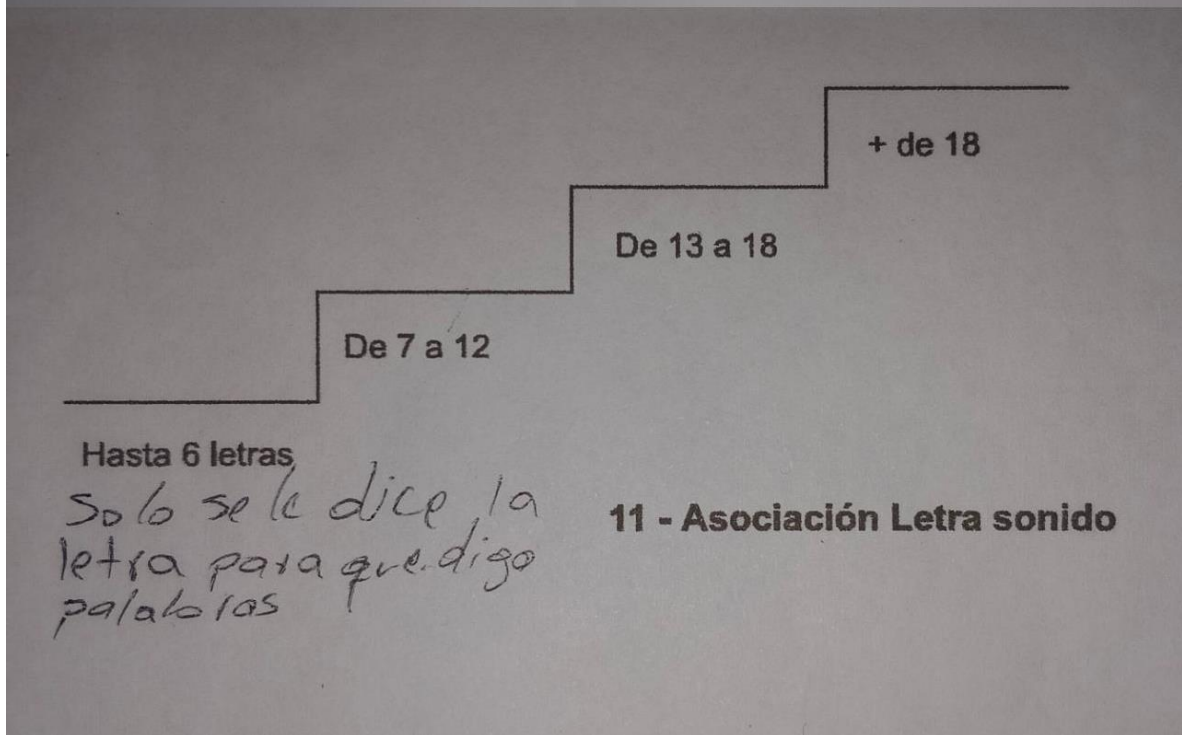 + de 18
De 13 a 18
De 7 a 12
Hasta 6 letras
Solo se le dice la
letra para que digo
palabras
11 - Asociación Letra sonido